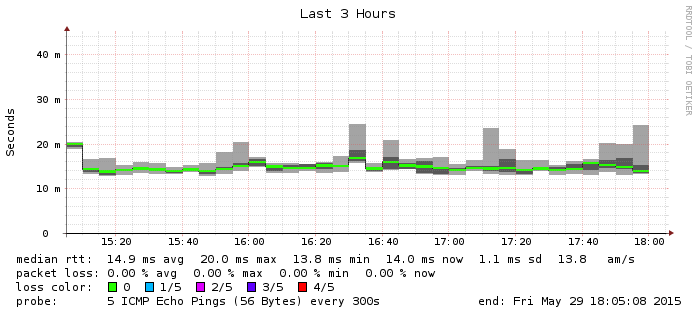 Last 3 Hours
RRDTOOL / TOBI OETIKER
Seconds
40 m
30 m
20 m
10 m
0
15:20 15:40 16:00 16:20 16:40 17:00 17:20 17:40 18:00
median rtt: 14.9 ms avg 20.0 ms max 13.8 ms min 14.0 ms now 1.1 ms sd 13.8 am/s
packet loss: 0.00 % avg 0.00 % max 0.00 % min 0.00 % now
loss color: 0 1/5 2/5 3/5 4/5
probe: 5 ICMP Echo Pings (56 Bytes) every 300s end: Fri May 29 18:05:08 2015